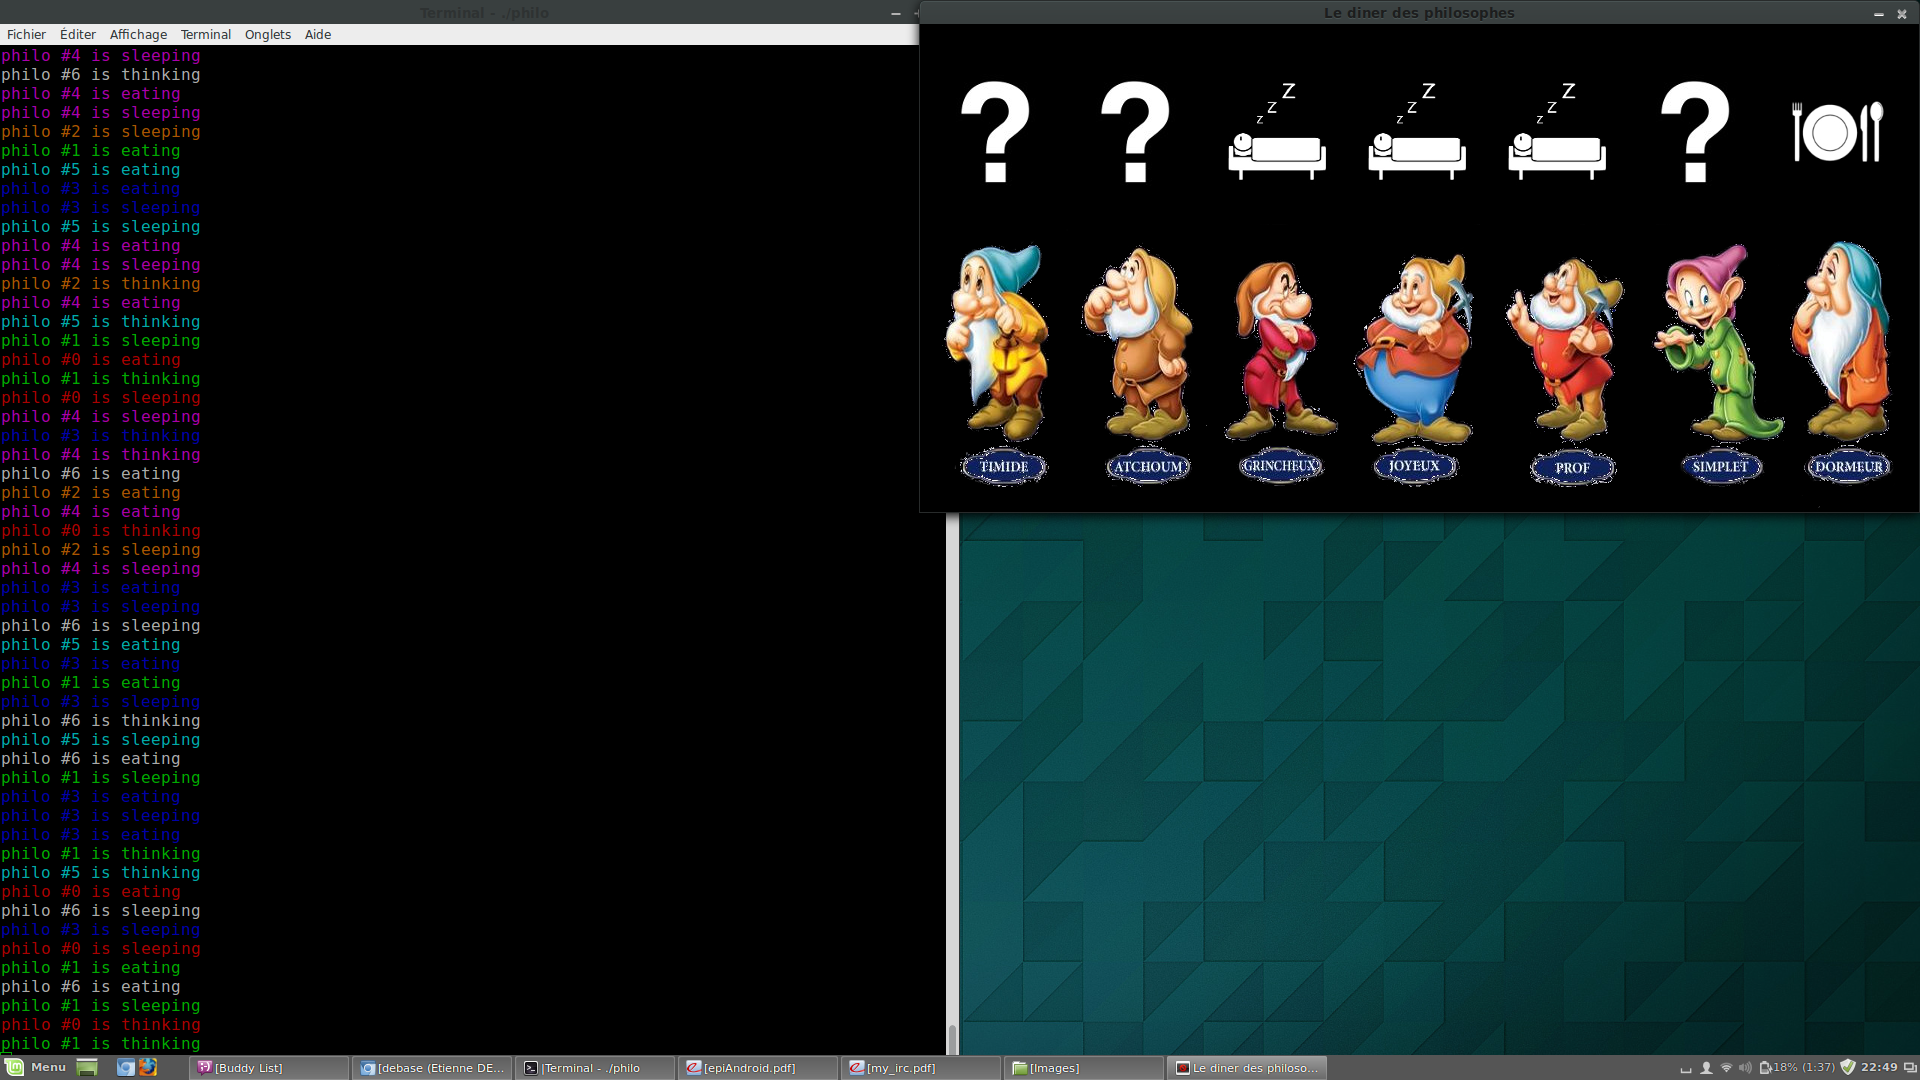 Terminal - ./philo
Fichier Éditer Affichage Terminal Onglets Aide
philo #4 is sleeping
philo #6 is thinking
philo #4 is eating
philo #4 is sleeping
philo #2 is sleeping
philo #1 is eating
philo #5 is eating
philo #3 is eating
philo #3 is sleeping
philo #5 is sleeping
philo #4 is eating
philo #4 is sleeping
philo #2 is thinking
philo #4 is eating
philo #5 is thinking
philo #1 is sleeping
philo #0 is eating
philo #1 is thinking
philo #0 is sleeping
philo #4 is sleeping
philo #3 is thinking
philo #4 is thinking
philo #6 is eating
philo #2 is eating
philo #4 is eating
philo #0 is thinking
philo #2 is sleeping
philo #4 is sleeping
philo #3 is eating
philo #3 is sleeping
philo #6 is sleeping
philo #5 is eating
philo #3 is eating
philo #1 is eating
philo #3 is sleeping
philo #6 is thinking
philo #5 is sleeping
philo #6 is eating
philo #1 is sleeping
philo #3 is eating
philo #3 is sleeping
philo #3 is eating
philo #1 is thinking
philo #5 is thinking
philo #0 is eating
philo #6 is sleeping
philo #3 is sleeping
philo #0 is sleeping
philo #1 is eating
philo #6 is eating
philo #1 is sleeping
philo #0 is thinking
philo #1 is thinking
Le diner des philosophes
? ? z z Z z z Z z z Z ?
TIMIDE ATCHOUM GRINCHEUX JOYEUX PROF SIMPLET DORMEUR
Menu [Buddy List] [debase (Etienne DE... Terminal - ./philo [epiAndroid.pdf] [my_irc.pdf] [Images] Le diner des philoso... 18% (1:37) 22:49